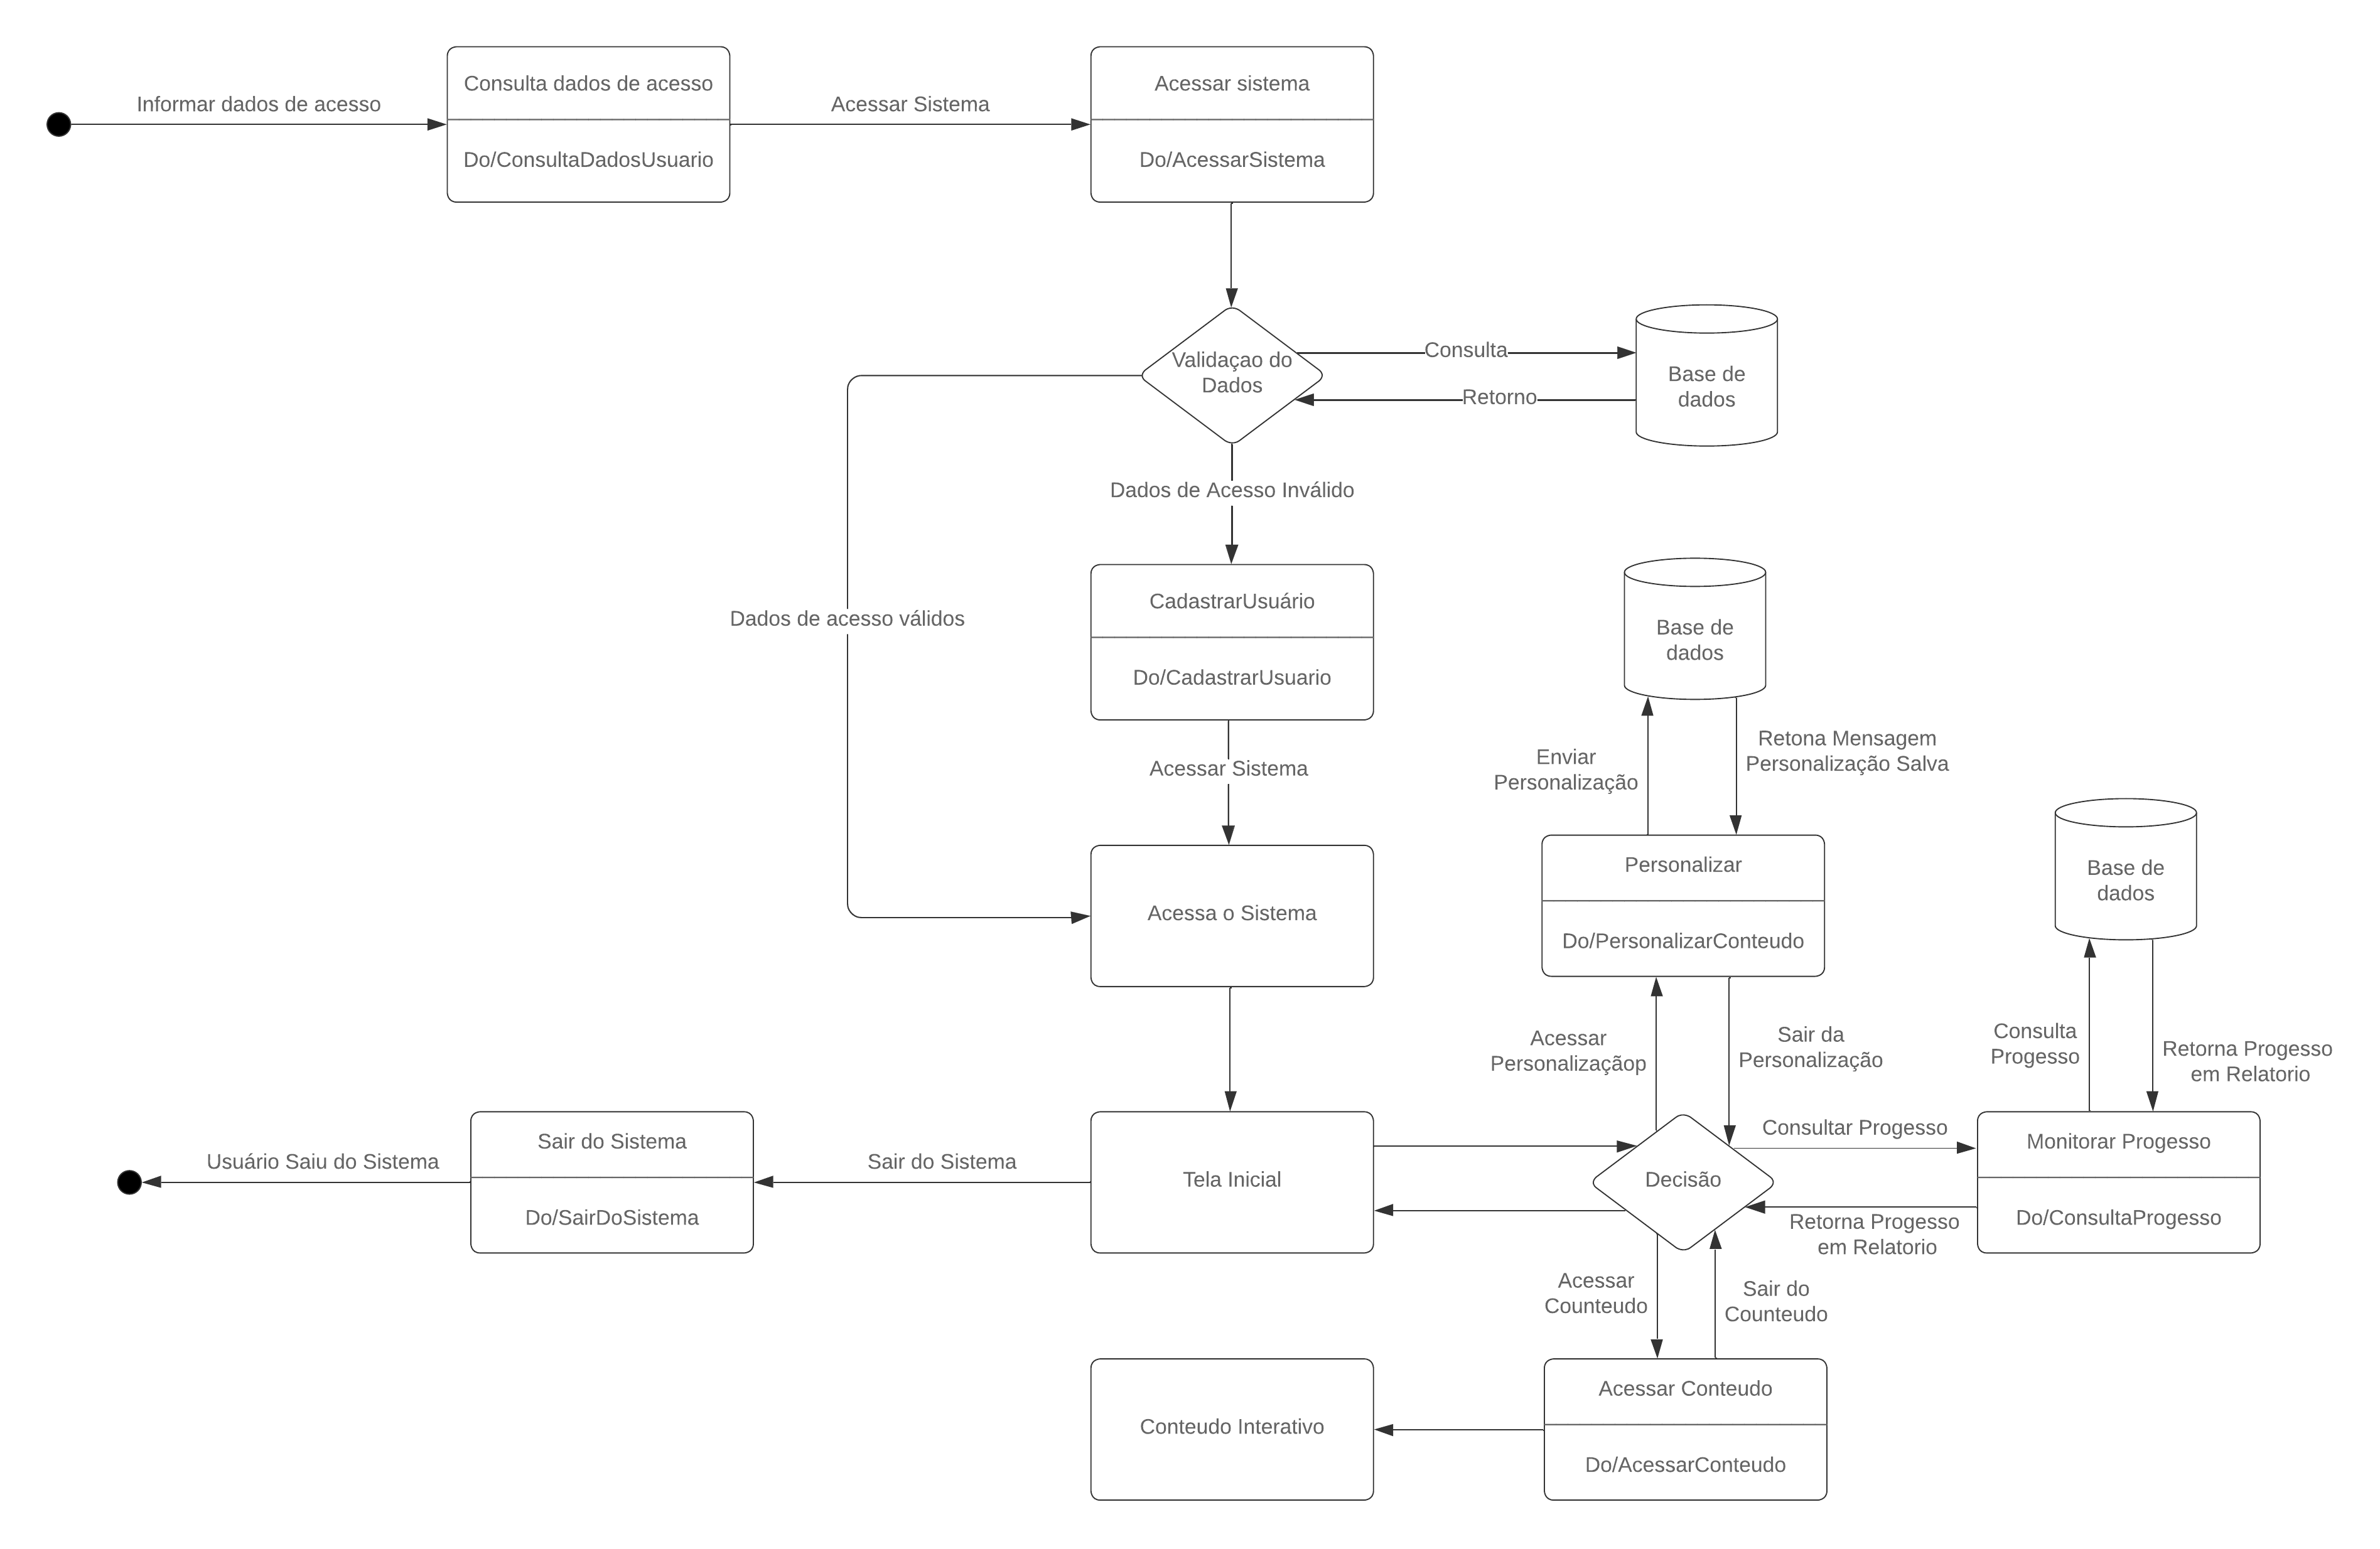 Informar dados de acesso
Consulta dados de acesso
Do/ConsultaDadosUsuario
Acessar Sistema
Acessar sistema
Do/AcessarSistema
Validaçao do
Dados
Consulta
Retorno
Base de
dados
Dados de Acesso Inválido
Dados de acesso válidos
CadastrarUsuário
Do/CadastrarUsuario
Acessar Sistema
Acessa o Sistema
Base de
dados
Enviar
Personalização
Retona Mensagem
Personalização Salva
Personalizar
Do/PersonalizarConteudo
Base de
dados
Acessar
Personalizaçãop
Sair da
Personalização
Consulta
Progesso
Retorna Progesso
em Relatorio
Usuário Saiu do Sistema
Sair do Sistema
Do/SairDoSistema
Sair do Sistema
Tela Inicial
Decisão
Consultar Progesso
Retorna Progesso
em Relatorio
Monitorar Progesso
Do/ConsultaProgesso
Acessar
Counteudo
Sair do
Counteudo
Conteudo Interativo
Acessar Conteudo
Do/AcessarConteudo